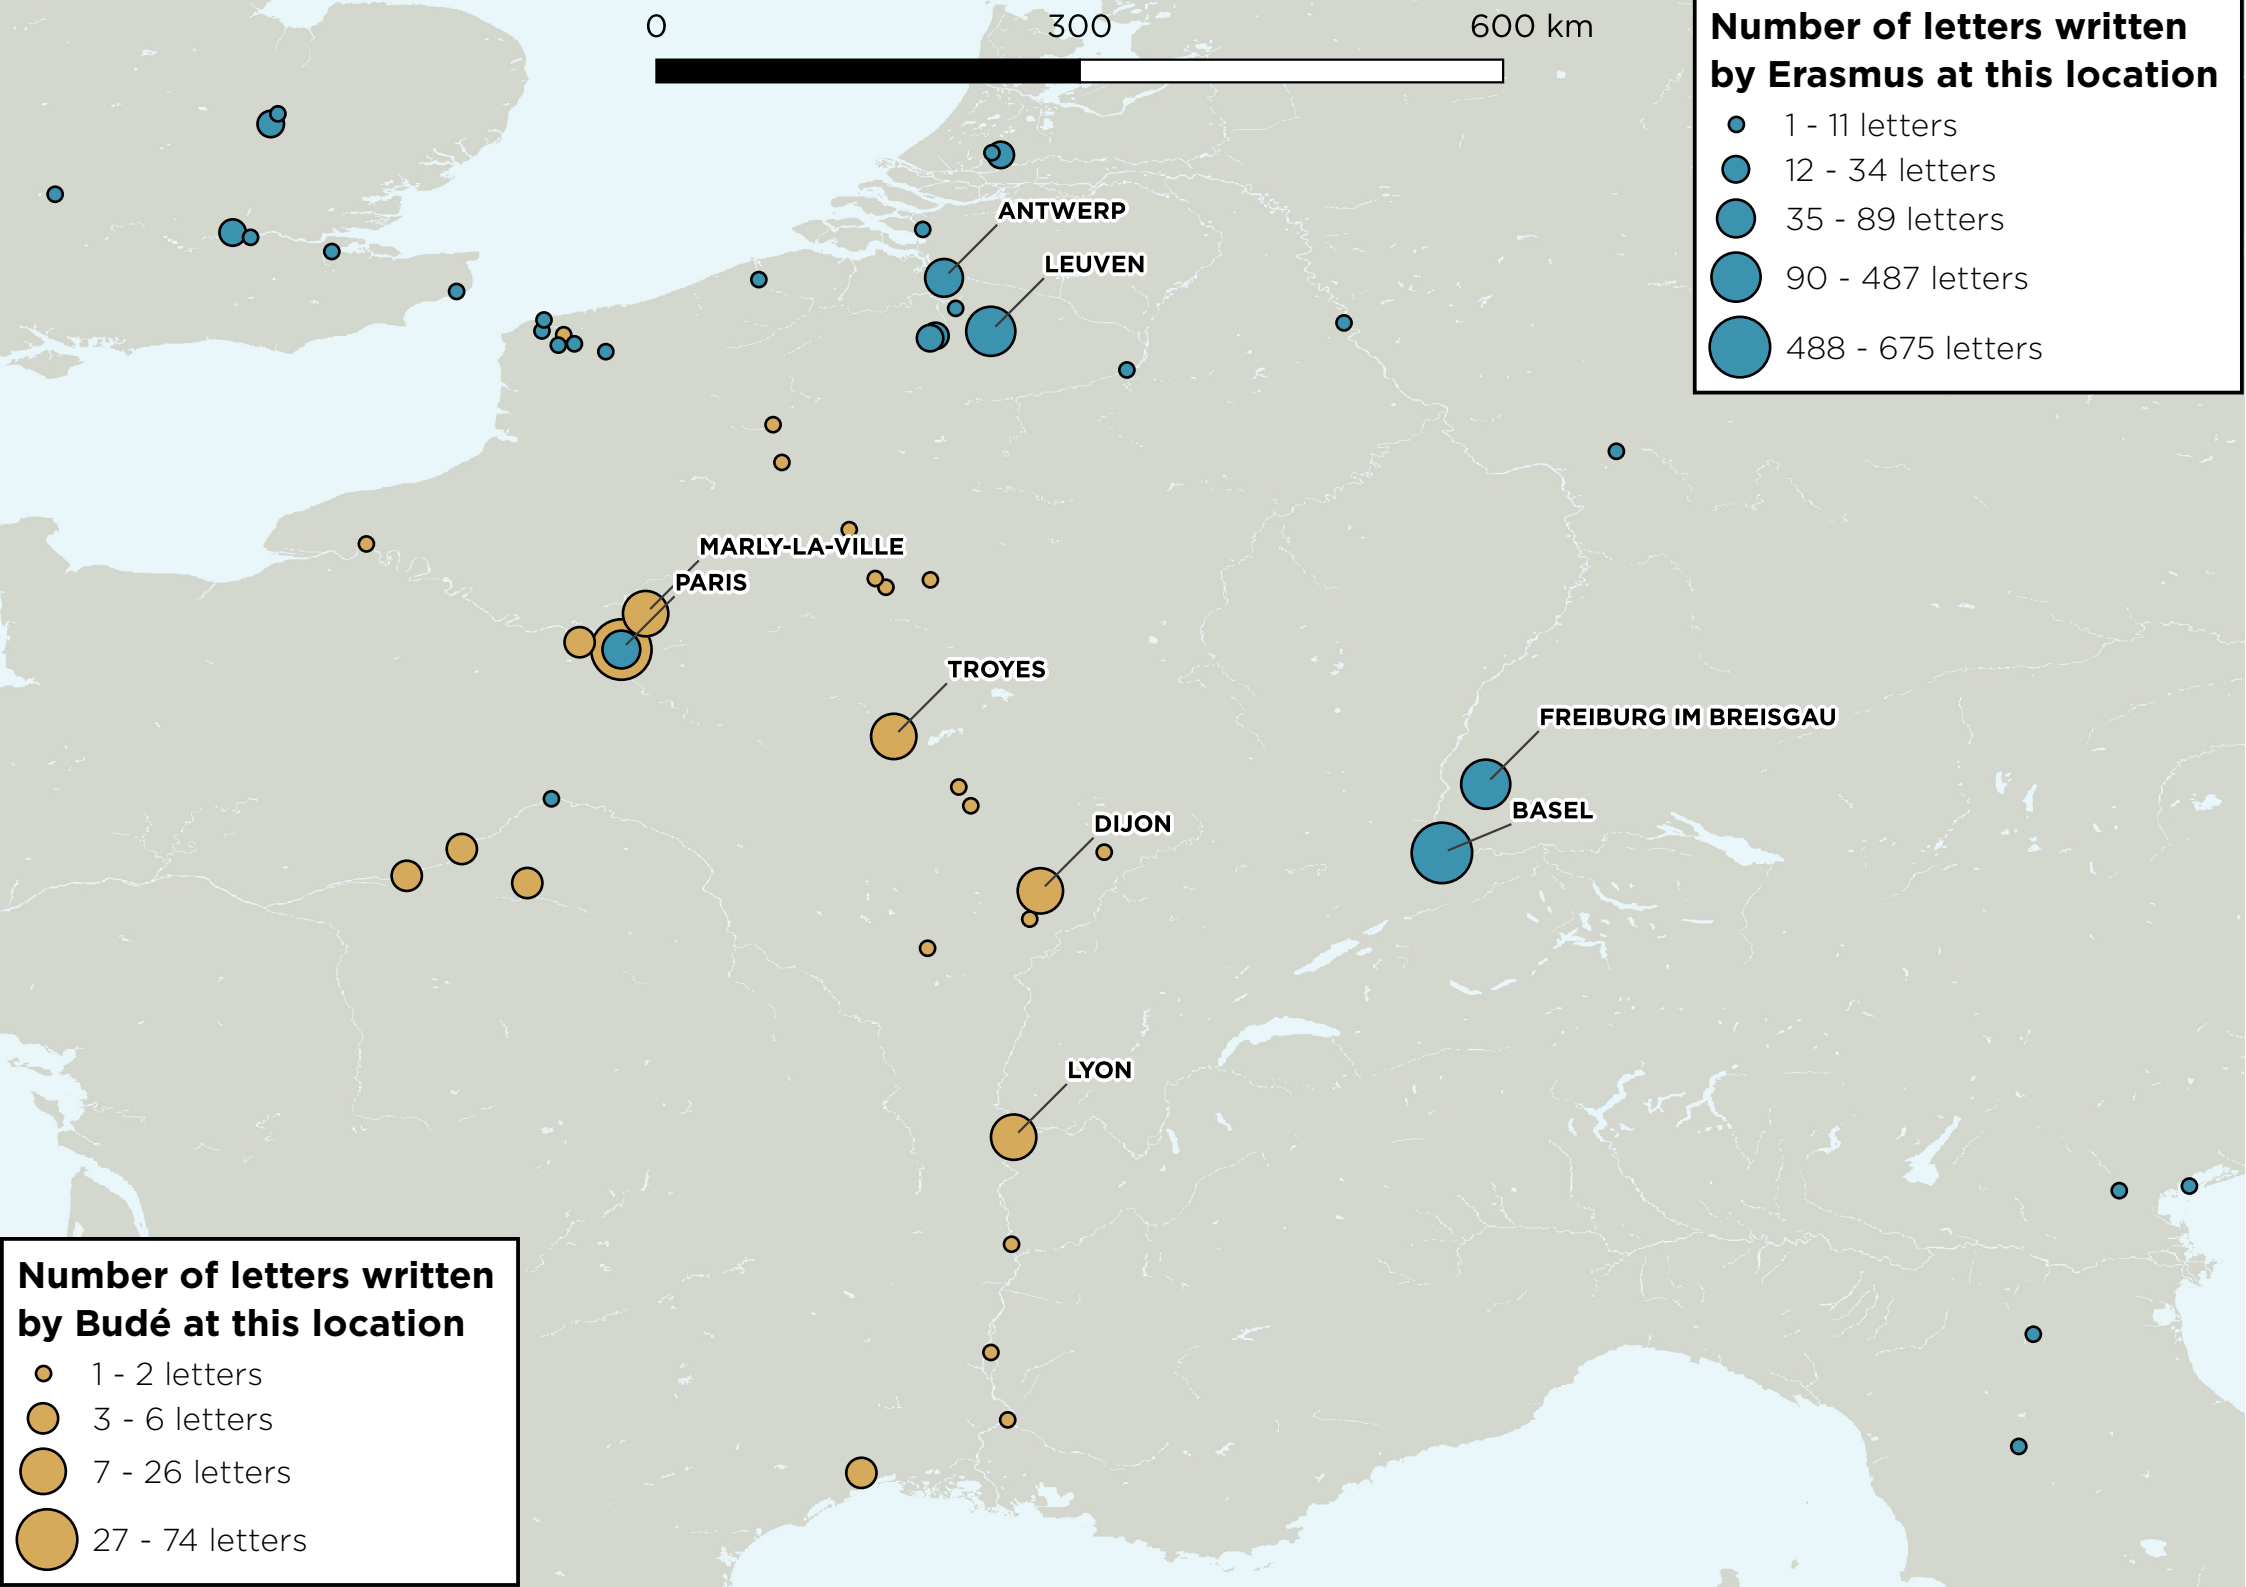 0 300 600 km
Number of letters written
by Erasmus at this location
1 - 11 letters
12 - 34 letters
35 - 89 letters
90 - 487 letters
488 - 675 letters
ANTWERP
LEUVEN
MARLY-LA-VILLE
PARIS
TROYES
FREIBURG IM BREISGAU
BASEL
DIJON
LYON
Number of letters written
by Budé at this location
1 - 2 letters
3 - 6 letters
7 - 26 letters
27 - 74 letters